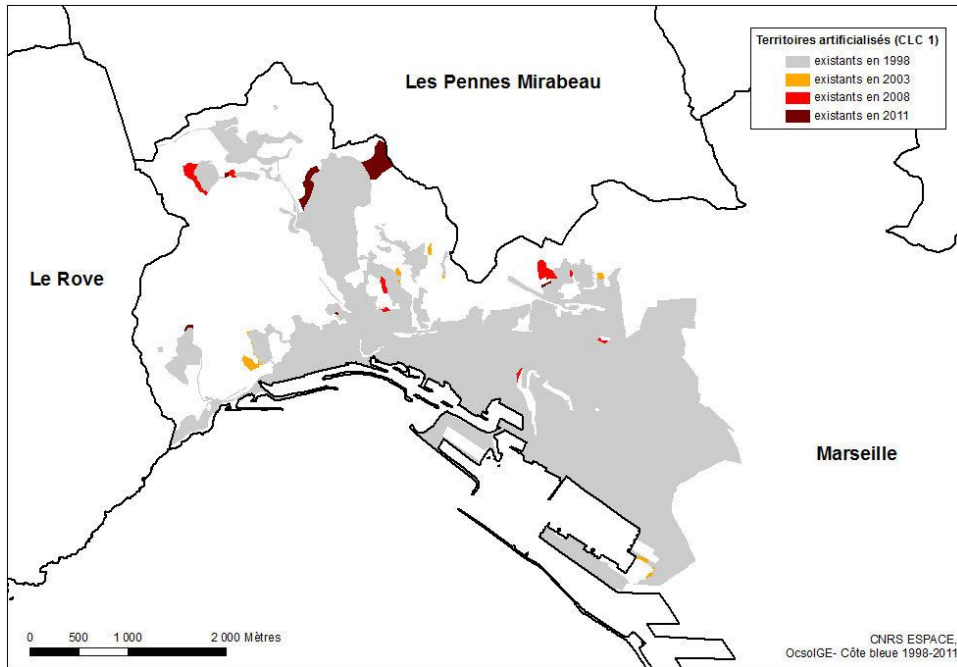 Territoires artificialisés (CLC 1)
existants en 1998
existants en 2003
existants en 2008
existants en 2011
Les Pennes Mirabeau
Le Rove
Marseille
0 500 1 000 2 000 Mètres
CNRS ESPACE,
OcsolGE- Côte bleue 1998-2011